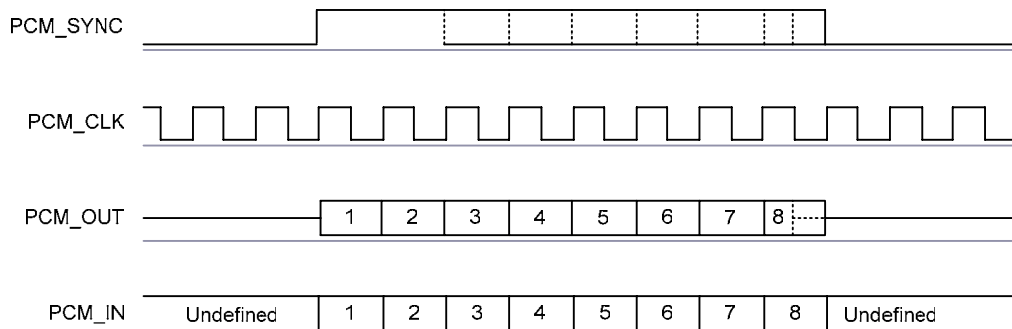 PCM_SYNC
PCM_CLK
PCM_OUT 1 2 3 4 5 6 7 8
PCM_IN Undefined 1 2 3 4 5 6 7 8 Undefined